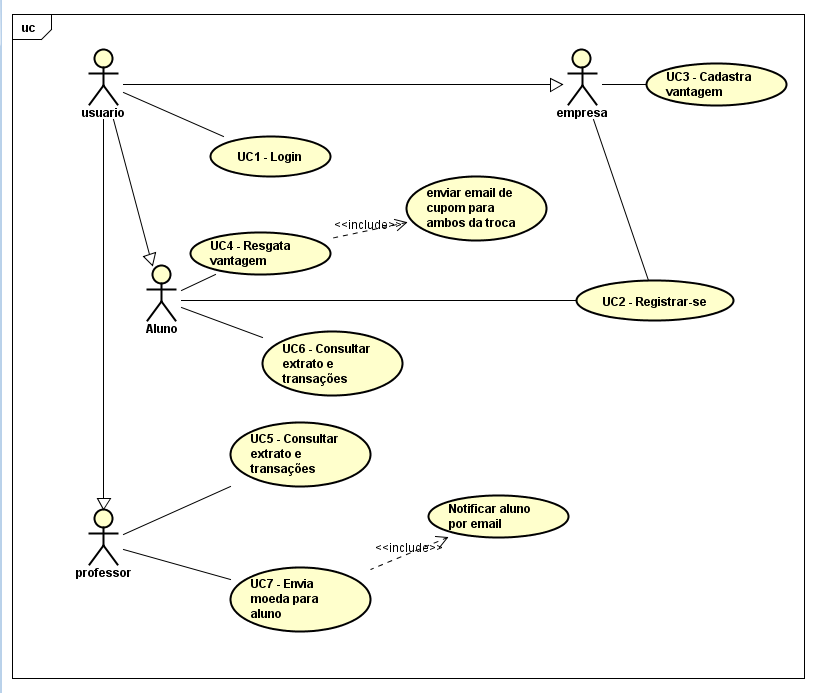 uc
usuario
empresa
UC3 - Cadastra
vantagem
UC1 - Login
enviar email de
cupom para
ambos da troca
<<include>>
UC4 - Resgata
vantagem
Aluno
UC2 - Registrar-se
UC6 - Consultar
extrato e
transações
UC5 - Consultar
extrato e
transações
Notificar aluno
por email
<<include>>
professor
UC7 - Envia
moeda para
aluno